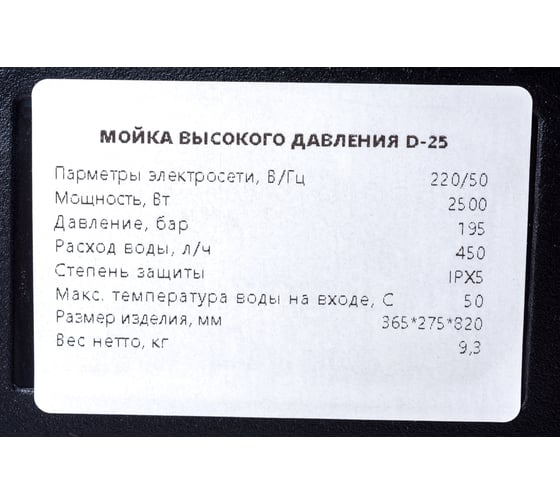 МОЙКА ВЫСОКОГО ДАВЛЕНИЯ D-25
Парметры электросети, В/Гц 220/50
Мощность, Вт 2500
Давление, бар 195
Расход воды, л/ч 450
Степень защиты IPX5
Макс. температура воды на входе, С 50
Размер изделия, мм 365*275*820
Вес нетто, кг 9,3